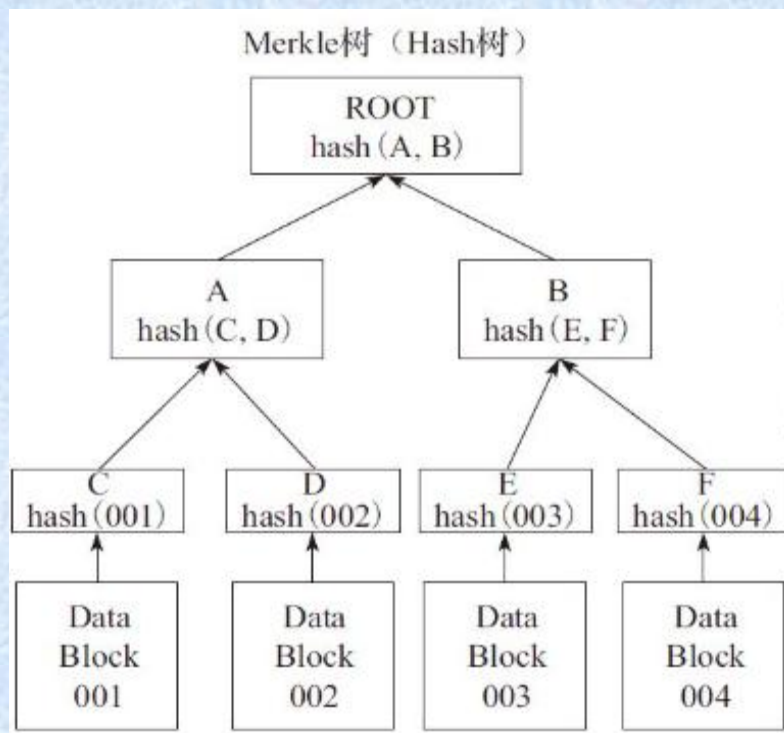 Merkle树（Hash树）
ROOT
hash(A, B)
A
hash(C, D)
B
hash(E, F)
C
hash(001)
D
hash(002)
E
hash(003)
F
hash(004)
Data
Block
001
Data
Block
002
Data
Block
003
Data
Block
004